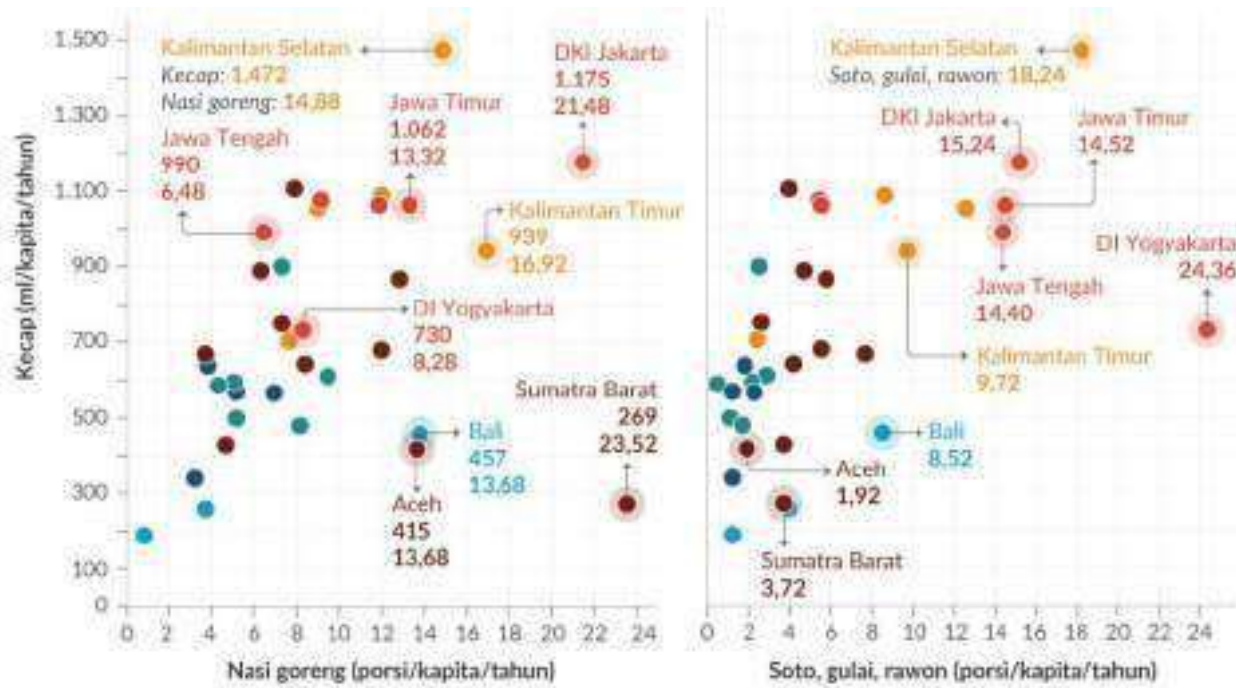 Kecap (ml/kapita/tahun)
1.500
1.300
1.100
900
700
500
300
100
0
Kalimantan Selatan
Kecap: 1.472
Nasi goreng: 14,88
DKI Jakarta
1.175
21,48
Jawa Timur
1.062
13,32
Jawa Tengah
990
6,48
Kalimantan Timur
939
16,92
DI Yogyakarta
730
8,28
Sumatra Barat
269
23,52
Bali
457
13,68
Aceh
415
13,68
0 2 4 6 8 10 12 14 16 18 20 22 24
Nasi goreng (porsi/kapita/tahun)
Kalimantan Selatan
Soto, gulai, rawon: 18,24
DKI Jakarta
15,24
Jawa Timur
14,52
DI Yogyakarta
24,36
Jawa Tengah
14,40
Kalimantan Timur
9,72
Bali
8,52
Aceh
1,92
Sumatra Barat
3,72
0 2 4 6 8 10 12 14 16 18 20 22 24
Soto, gulai, rawon (porsi/kapita/tahun)